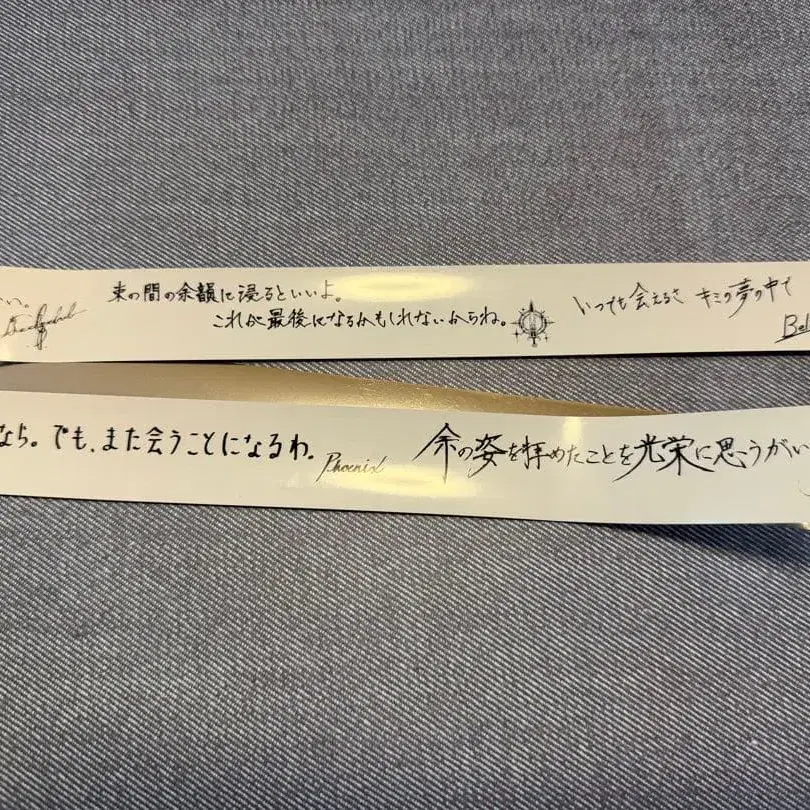 い。
束の間の余韻に浸るといいよ。
これが最後になるかもしれないからね。
いつでも会えるさ キミの夢の中で
Bel
なら。でも、また会うことになるわ。
Phoenix
余の姿を拝めたことを光栄に思うがい